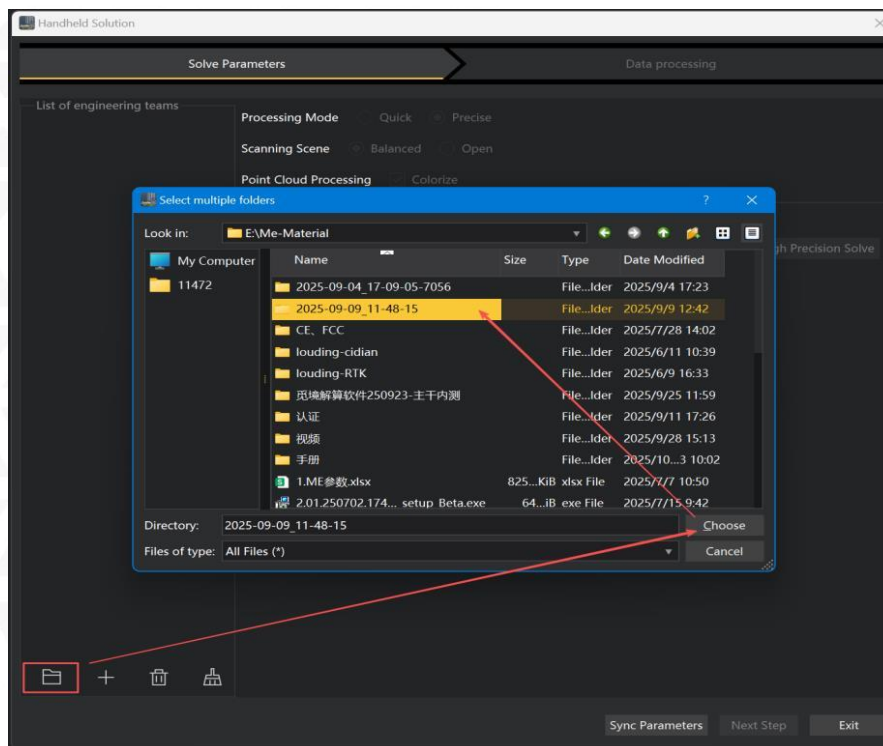 Handheld Solution
Solve Parameters
Data processing
List of engineering teams
Processing Mode Quick Precise
Scanning Scene Balanced Open
Point Cloud Processing Colorize
Select multiple folders ?
Look in: E:\Me-Material
gh Precision Solve
My Computer
11472
Name Size Type Date Modified
2025-09-04_17-09-05-7056 File...lder 2025/9/4 17:23
2025-09-09_11-48-15 File...lder 2025/9/9 12:42
CE、FCC File...lder 2025/7/28 14:02
louding-cidian File...lder 2025/6/11 10:39
louding-RTK File...lder 2025/6/9 16:33
觅境解算软件250923-主干内测 File...lder 2025/9/25 11:59
认证 File...lder 2025/9/11 17:26
视频 File...lder 2025/9/28 15:13
手册 File...lder 2025/10...3 10:02
1.ME参数.xlsx 825...KiB xlsx File 2025/7/7 10:50
2.01.250702.174... setup_Beta.exe 64...iB exe File 2025/7/15 9:42
Directory: 2025-09-09_11-48-15 Choose
Files of type: All Files (*) Cancel
Sync Parameters Next Step Exit